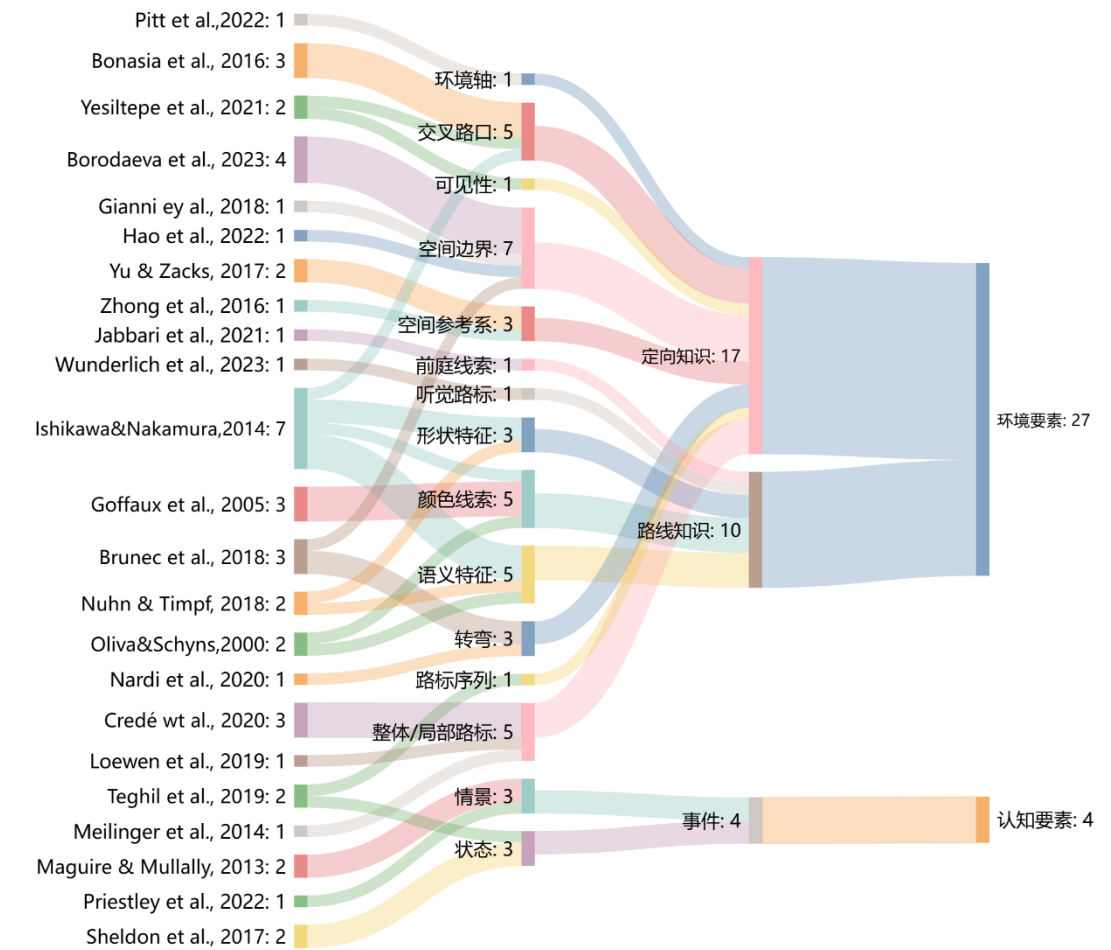 Pitt et al.,2022: 1
Bonasia et al., 2016: 3
Yesiltepe et al., 2021: 2
Borodaeva et al., 2023: 4
Gianni ey al., 2018: 1
Hao et al., 2022: 1
Yu & Zacks, 2017: 2
Zhong et al., 2016: 1
Jabbari et al., 2021: 1
Wunderlich et al., 2023: 1
Ishikawa&Nakamura,2014: 7
Goffaux et al., 2005: 3
Brunec et al., 2018: 3
Nuhn & Timpf, 2018: 2
Oliva&Schyns,2000: 2
Nardi et al., 2020: 1
Credé wt al., 2020: 3
Loewen et al., 2019: 1
Teghil et al., 2019: 2
Meilinger et al., 2014: 1
Maguire & Mullally, 2013: 2
Priestley et al., 2022: 1
Sheldon et al., 2017: 2
环境轴: 1
交叉路口: 5
可见性: 1
空间边界: 7
空间参考系: 3
前庭线索: 1
听觉路标: 1
形状特征: 3
颜色线索: 5
语义特征: 5
转弯: 3
路标序列: 1
整体/局部路标: 5
情景: 3
状态: 3
定向知识: 17
路线知识: 10
事件: 4
环境要素: 27
认知要素: 4